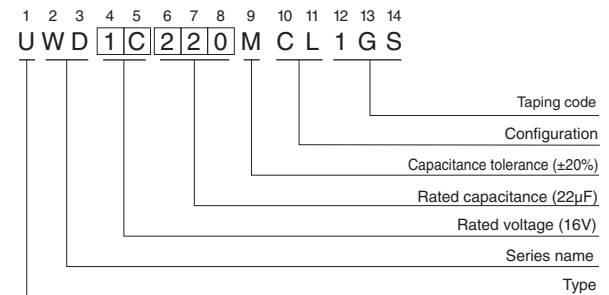 1 2 3 4 5 6 7 8 9 10 11 12 13 14
U W D 1 C 2 2 0 M C L 1 G S
Taping code
Configuration
Capacitance tolerance (±20%)
Rated capacitance (22µF)
Rated voltage (16V)
Series name
Type